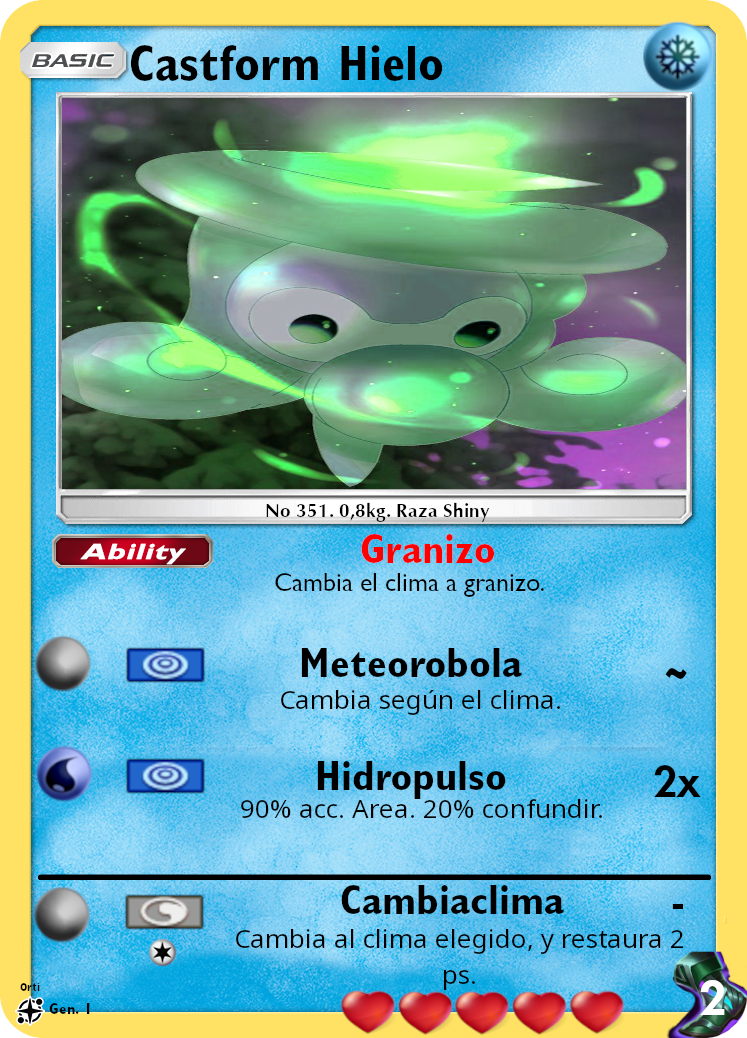 BASIC
Castform Hielo
No 351. 0,8kg. Raza Shiny
Ability
Granizo
Cambia el clima a granizo.
Meteorobola ~
Cambia según el clima.
Hidropulso 2x
90% acc. Area. 20% confundir.
Cambiaclima -
Cambia al clima elegido, y restaura 2
ps.
Orti
Gen. I
2